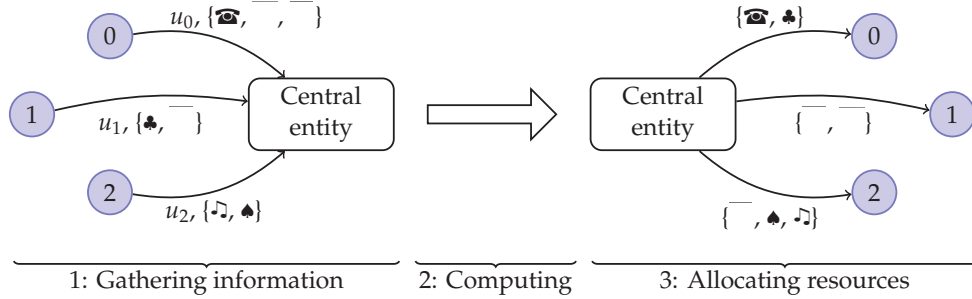 0
u₀, {☎, ‾, ‾}
1
u₁, {♣, ‾}
2
u₂, {♫, ♠}
Central
entity
Central
entity
{☎, ♣}
0
{‾, ‾}
1
{‾, ♠, ♫}
2
1: Gathering information
2: Computing
3: Allocating resources